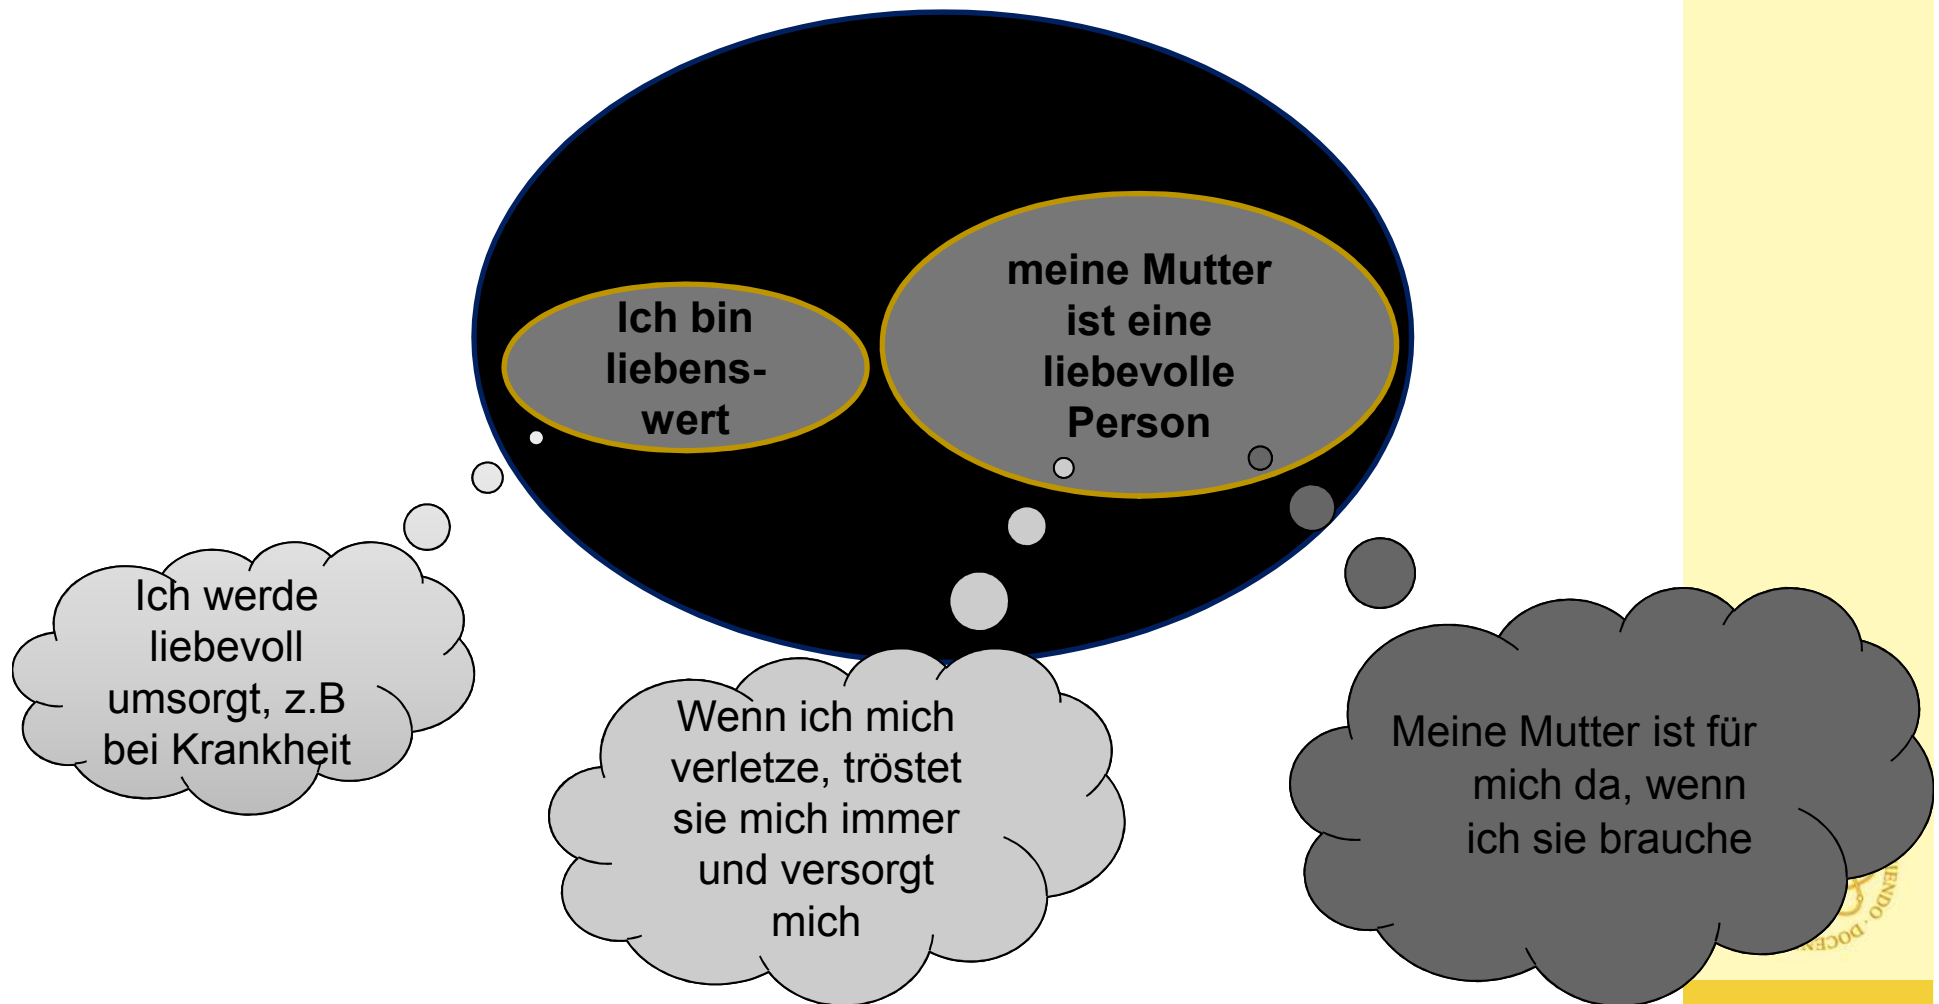 Ich bin
liebens-
wert
meine Mutter
ist eine
liebevolle
Person
Ich werde
liebevoll
umsorgt, z.B
bei Krankheit
Wenn ich mich
verletze, tröstet
sie mich immer
und versorgt
mich
Meine Mutter ist für
mich da, wenn
ich sie brauche